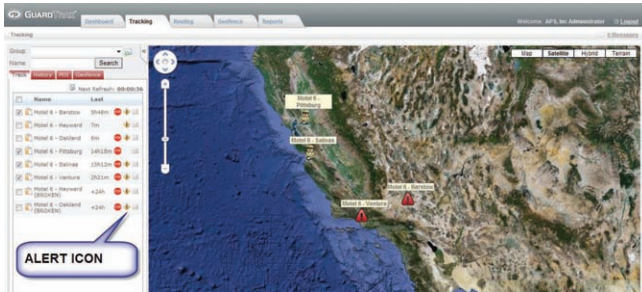 GUARDTRAX
Dashboard Tracking Routing Geofence Reports
Welcome, APS, Inc Administrator Logout
Tracking
Group:
Name: Search
Track History POI Geofence
Next Refresh: 00:00:36
Name Last
Motel 6 - Barstow 5h46m
Motel 6 - Hayward 7m
Motel 6 - Oakland 6m
Motel 6 - Pittsburg 14h18m
Motel 6 - Salinas 15h12m
Motel 6 - Ventura 2h21m
Motel 6 - Hayward (BROKEN) +24h
Motel 6 - Oakland (BROKEN) +24h
ALERT ICON
Map Satellite Hybrid Terrain
Motel 6 -
Pittsburg
Motel 6 - Salinas
Motel 6 - Barstow
Motel 6 - Ventura